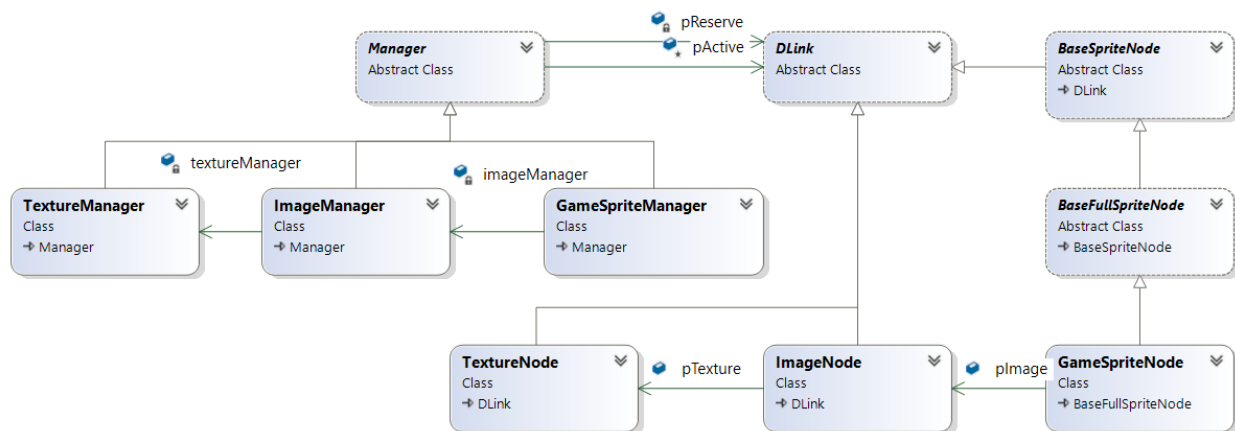 pReserve
pActive
Manager
Abstract Class
DLink
Abstract Class
BaseSpriteNode
Abstract Class
DLink
textureManager
imageManager
TextureManager
Class
Manager
ImageManager
Class
Manager
GameSpriteManager
Class
Manager
BaseFullSpriteNode
Abstract Class
BaseSpriteNode
TextureNode
Class
DLink
pTexture
ImageNode
Class
DLink
pImage
GameSpriteNode
Class
BaseFullSpriteNode